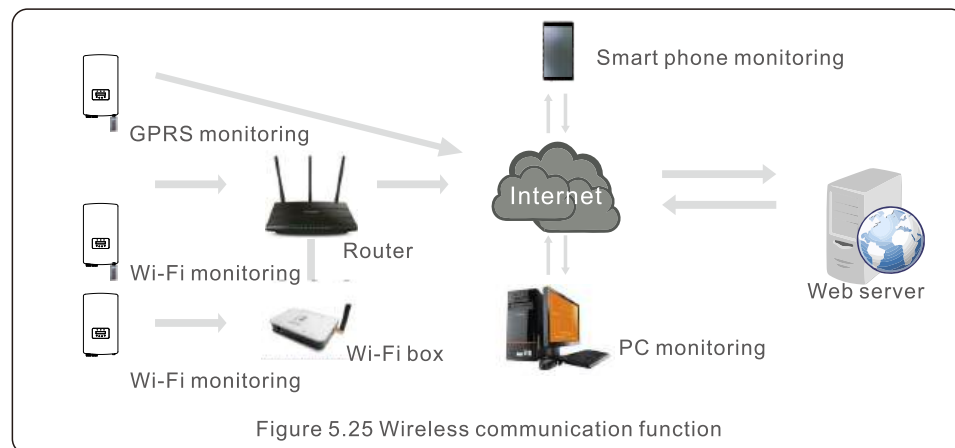 Smart phone monitoring
GPRS monitoring
Internet
Router
Wi-Fi monitoring
Web server
Wi-Fi box
PC monitoring
Wi-Fi monitoring
Figure 5.25 Wireless communication function